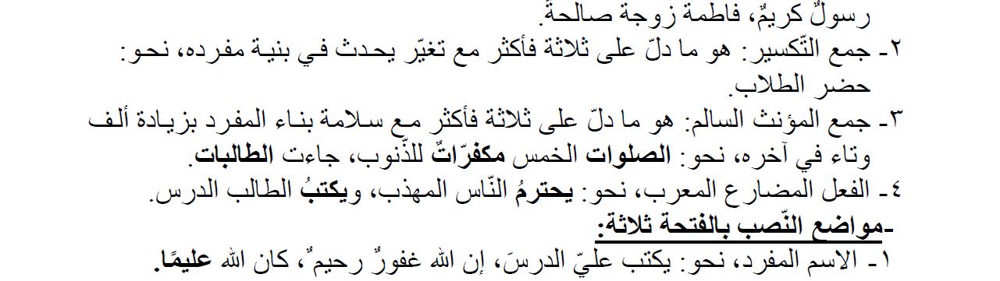 رسولٌ كريمٌ، فاطمة زوجة صالحةٌ.
٢- جمع التّكسير: هو ما دلّ على ثلاثة فأكثر مع تغيّر يحدث في بنية مفرده، نحو:
حضر الطلاب.
٣- جمع المؤنث السالم: هو ما دلّ على ثلاثة فأكثر مع سلامة بناء المفرد بزيادة ألف
وتاء في آخره، نحو: الصلوات الخمس مكفرّاتٌ للذّنوب، جاءت الطالبات.
٤- الفعل المضارع المعرب، نحو: يحترمُ النّاس المهذب، ويكتبُ الطالب الدرس.
-مواضع النّصب بالفتحة ثلاثة:
١- الاسم المفرد، نحو: يكتب عليّ الدرسَ، إن الله غفورٌ رحيم ٌ، كان الله عليمًا.